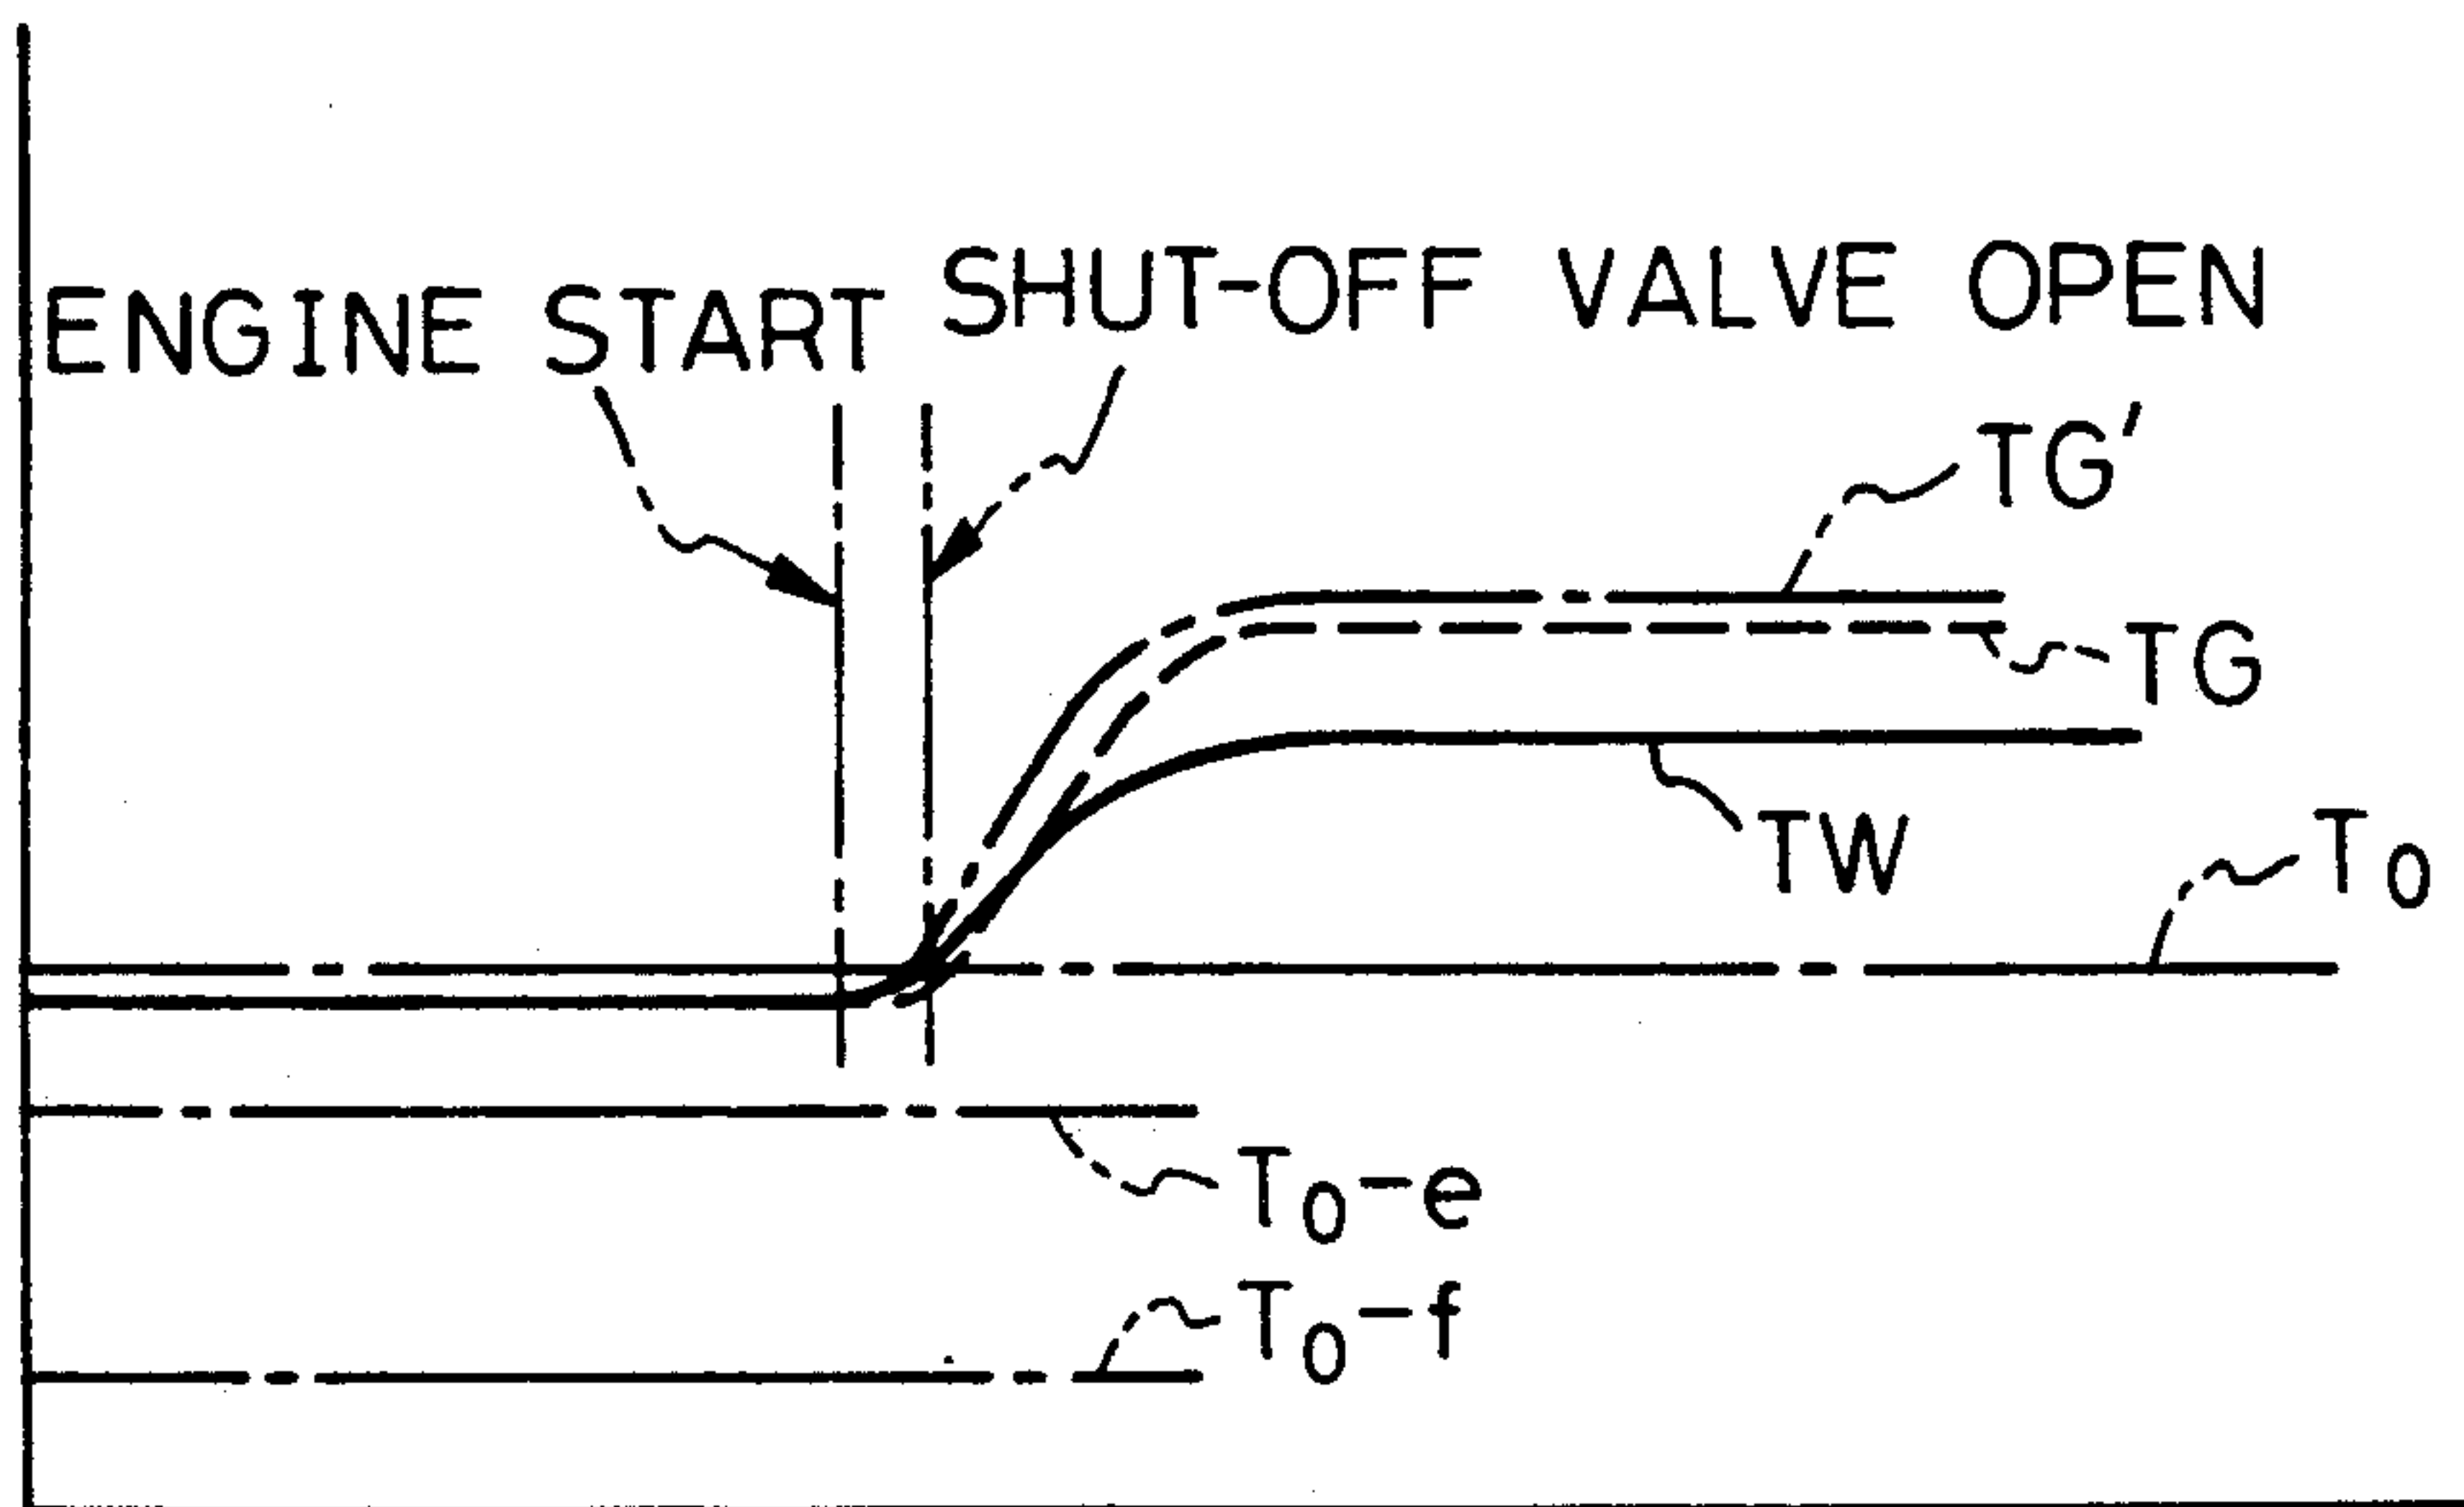 ENGINE START
SHUT-OFF VALVE OPEN
TG'
TG
TW
T₀
T₀-e
T₀-f